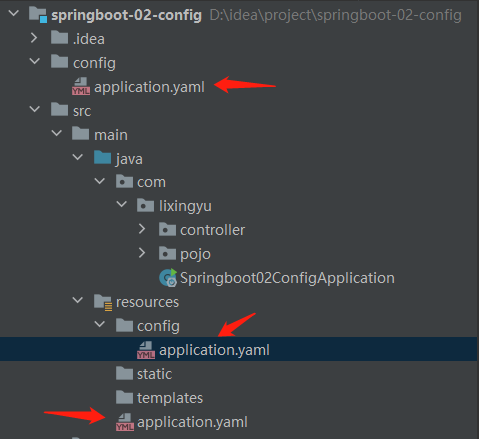 springboot-02-config D:\idea\project\springboot-02-config
.idea
config
YML application.yaml
src
main
java
com
lixingyu
controller
pojo
Springboot02ConfigApplication
resources
config
YML application.yaml
static
templates
YML application.yaml